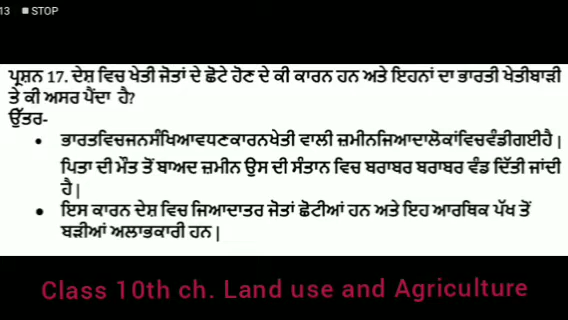 13 ■ STOP
ਪ੍ਰਸ਼ਨ 17. ਦੇਸ਼ ਵਿਚ ਖੇਤੀ ਜੋਤਾਂ ਦੇ ਛੋਟੇ ਹੋਣ ਦੇ ਕੀ ਕਾਰਨ ਹਨ ਅਤੇ ਇਹਨਾਂ ਦਾ ਭਾਰਤੀ ਖੇਤੀਬਾੜੀ
ਤੇ ਕੀ ਅਸਰ ਪੈਂਦਾ ਹੈ?
ਉੱਤਰ-
• ਭਾਰਤਵਿਚਜਨਸੰਖਿਆਵਧਣਕਾਰਨਖੇਤੀ ਵਾਲੀ ਜ਼ਮੀਨਜਿਆਦਾਲੋਕਾਂਵਿਚਵੰਡੀਗਈਹੈ |
ਪਿਤਾ ਦੀ ਮੌਤ ਤੋਂ ਬਾਅਦ ਜ਼ਮੀਨ ਉਸ ਦੀ ਸੰਤਾਨ ਵਿਚ ਬਰਾਬਰ ਬਰਾਬਰ ਵੰਡ ਦਿੱਤੀ ਜਾਂਦੀ
ਹੈ |
• ਇਸ ਕਾਰਨ ਦੇਸ਼ ਵਿਚ ਜਿਆਦਾਤਰ ਜੋਤਾਂ ਛੋਟੀਆਂ ਹਨ ਅਤੇ ਇਹ ਆਰਥਿਕ ਪੱਖ ਤੋਂ
ਬੜੀਆਂ ਅਲਾਭਕਾਰੀ ਹਨ |
Class 10th ch. Land use and Agriculture